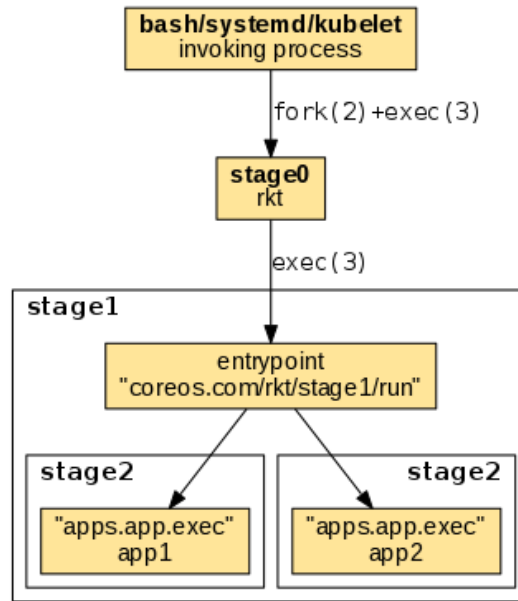 bash/systemd/kubelet
invoking process
fork(2)+exec(3)
stage0
rkt
exec(3)
stage1
entrypoint
"coreos.com/rkt/stage1/run"
stage2
stage2
"apps.app.exec"
app1
"apps.app.exec"
app2